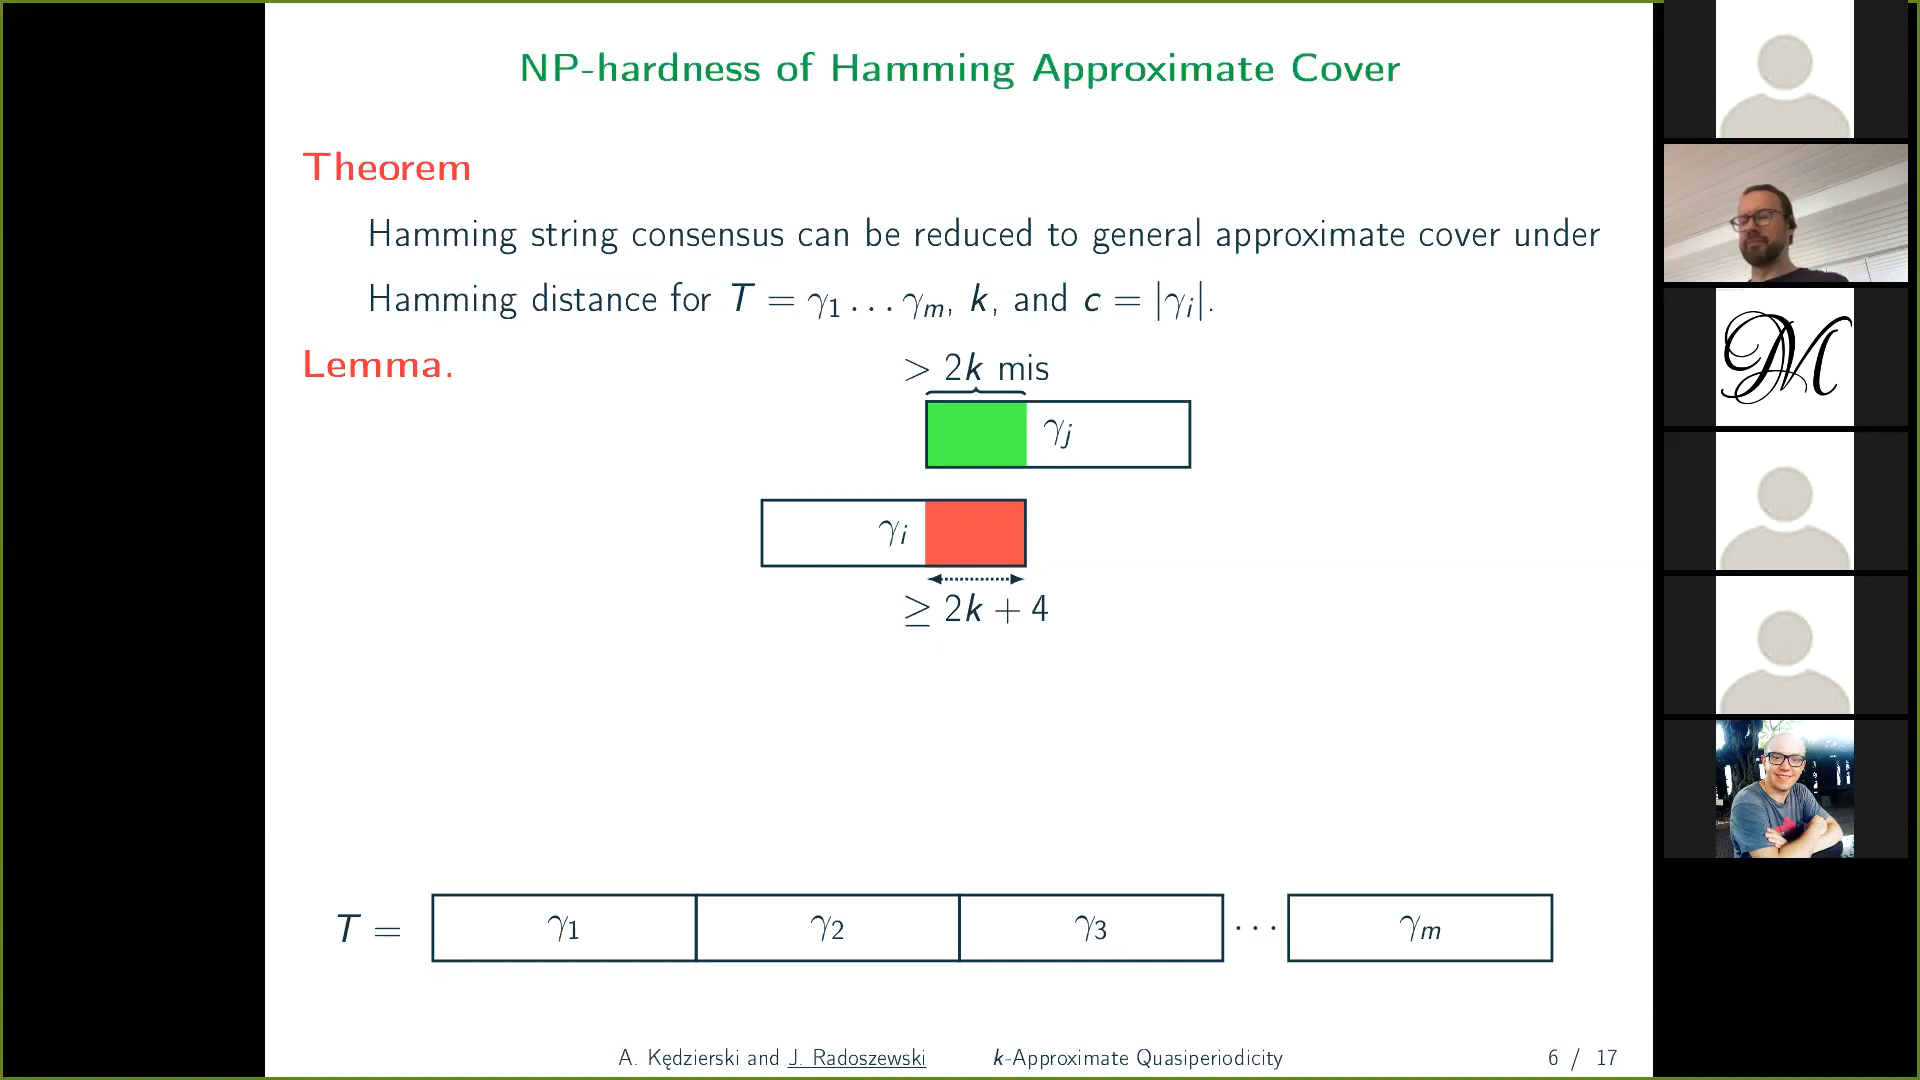 NP-hardness of Hamming Approximate Cover
Theorem
Hamming string consensus can be reduced to general approximate cover under
Hamming distance for T = γ1 … γm, k, and c = |γi|.
Lemma.
> 2k mis
γj
γi
≥ 2k + 4
T = γ1 γ2 γ3 ··· γm
A. Kędzierski and J. Radoszewski k-Approximate Quasiperiodicity 6 / 17
M